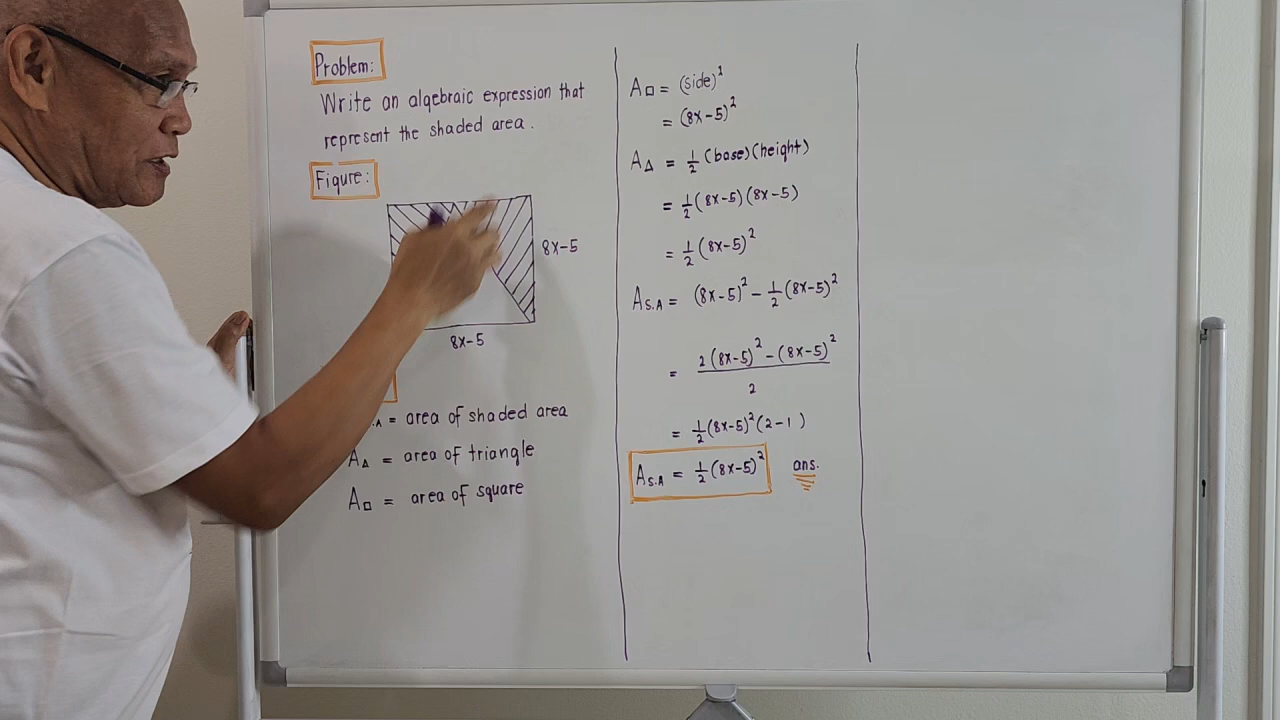 Problem:
Write an algebraic expression that
represent the shaded area.
Figure:
8x-5
8x-5
.A = area of shaded area
A△ = area of triangle
A□ = area of square
A□ = (side)²
= (8x-5)²
A△ = 1/2 (base)(height)
= 1/2 (8x-5)(8x-5)
= 1/2 (8x-5)²
A S.A = (8x-5)² - 1/2 (8x-5)²
= 2(8x-5)² - (8x-5)² / 2
= 1/2 (8x-5)² (2-1)
A S.A = 1/2 (8x-5)² ans.